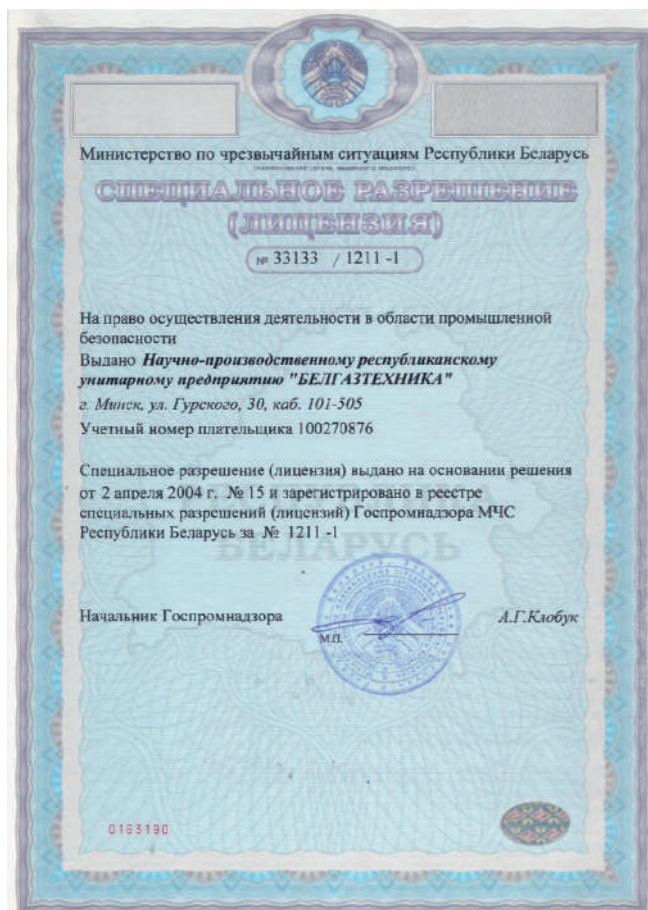 Министерство по чрезвычайным ситуациям Республики Беларусь
СПЕЦИАЛЬНОЕ РАЗРЕШЕНИЕ
(ЛИЦЕНЗИЯ)
№ 33133 / 1211 -1
На право осуществления деятельности в области промышленной
безопасности
Выдано Научно-производственному республиканскому
унитарному предприятию "БЕЛГАЗТЕХНИКА"
г. Минск, ул. Гурского, 30, каб. 101-505
Учетный номер плательщика 100270876
Специальное разрешение (лицензия) выдано на основании решения
от 2 апреля 2004 г. № 15 и зарегистрировано в реестре
специальных разрешений (лицензий) Госпромнадзора МЧС
Республики Беларусь за № 1211 -1
БЕЛАРУСЬ
Начальник Госпромнадзора
М.П.
А.Г.Клобук
0163190